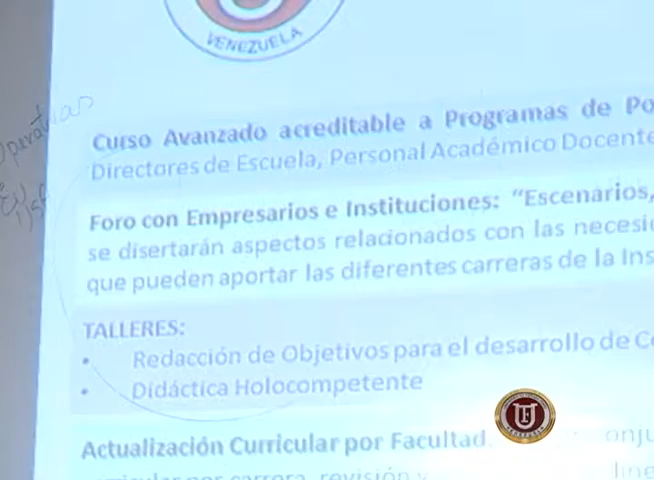 VENEZUELA
Curso Avanzado acreditable a Programas de Po
Directores de Escuela, Personal Académico Docente
Foro con Empresarios e Instituciones: “Escenarios,
se disertarán aspectos relacionados con las necesi
que pueden aportar las diferentes carreras de la Ins
TALLERES:
• Redacción de Objetivos para el desarrollo de C
• Didáctica Holocompetente
Actualización Curricular por Facultad. onju
revisión y